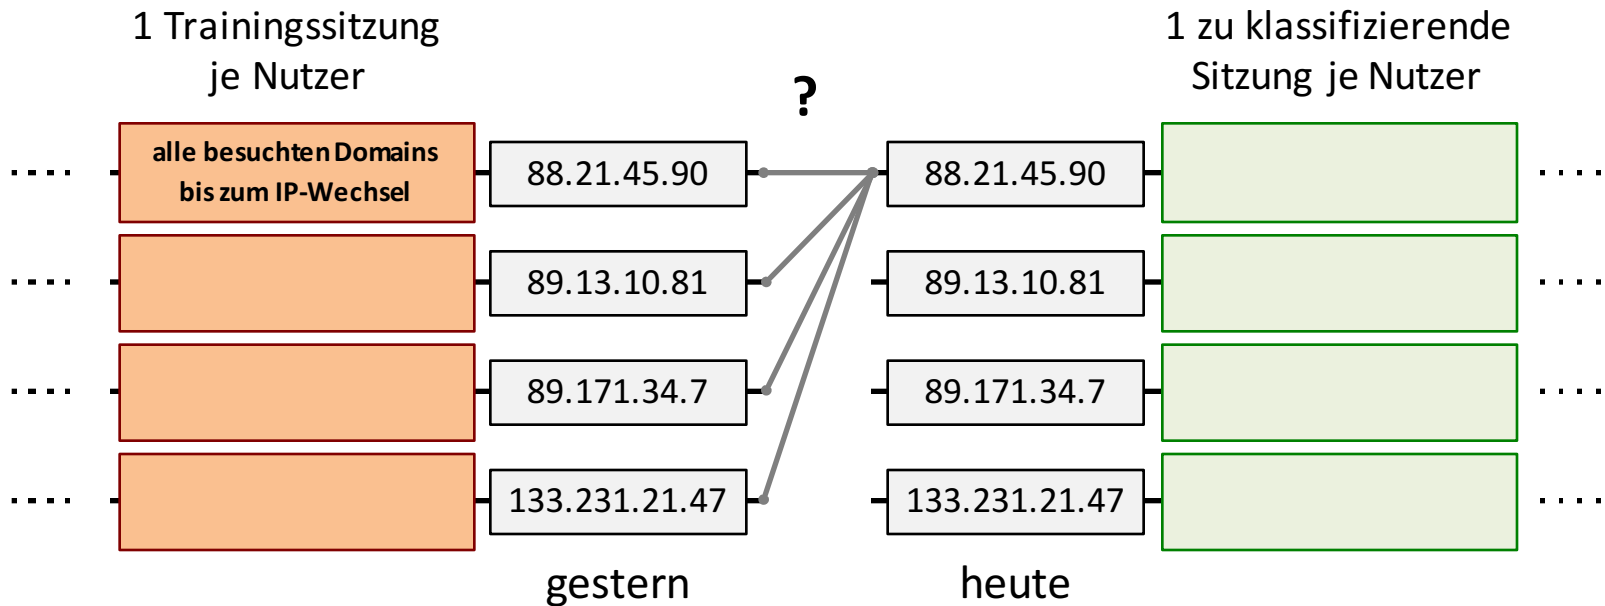 1 Trainingssitzung
je Nutzer
1 zu klassifizierende
Sitzung je Nutzer
?
alle besuchten Domains
bis zum IP-Wechsel
88.21.45.90
88.21.45.90
89.13.10.81
89.13.10.81
89.171.34.7
89.171.34.7
133.231.21.47
133.231.21.47
gestern
heute